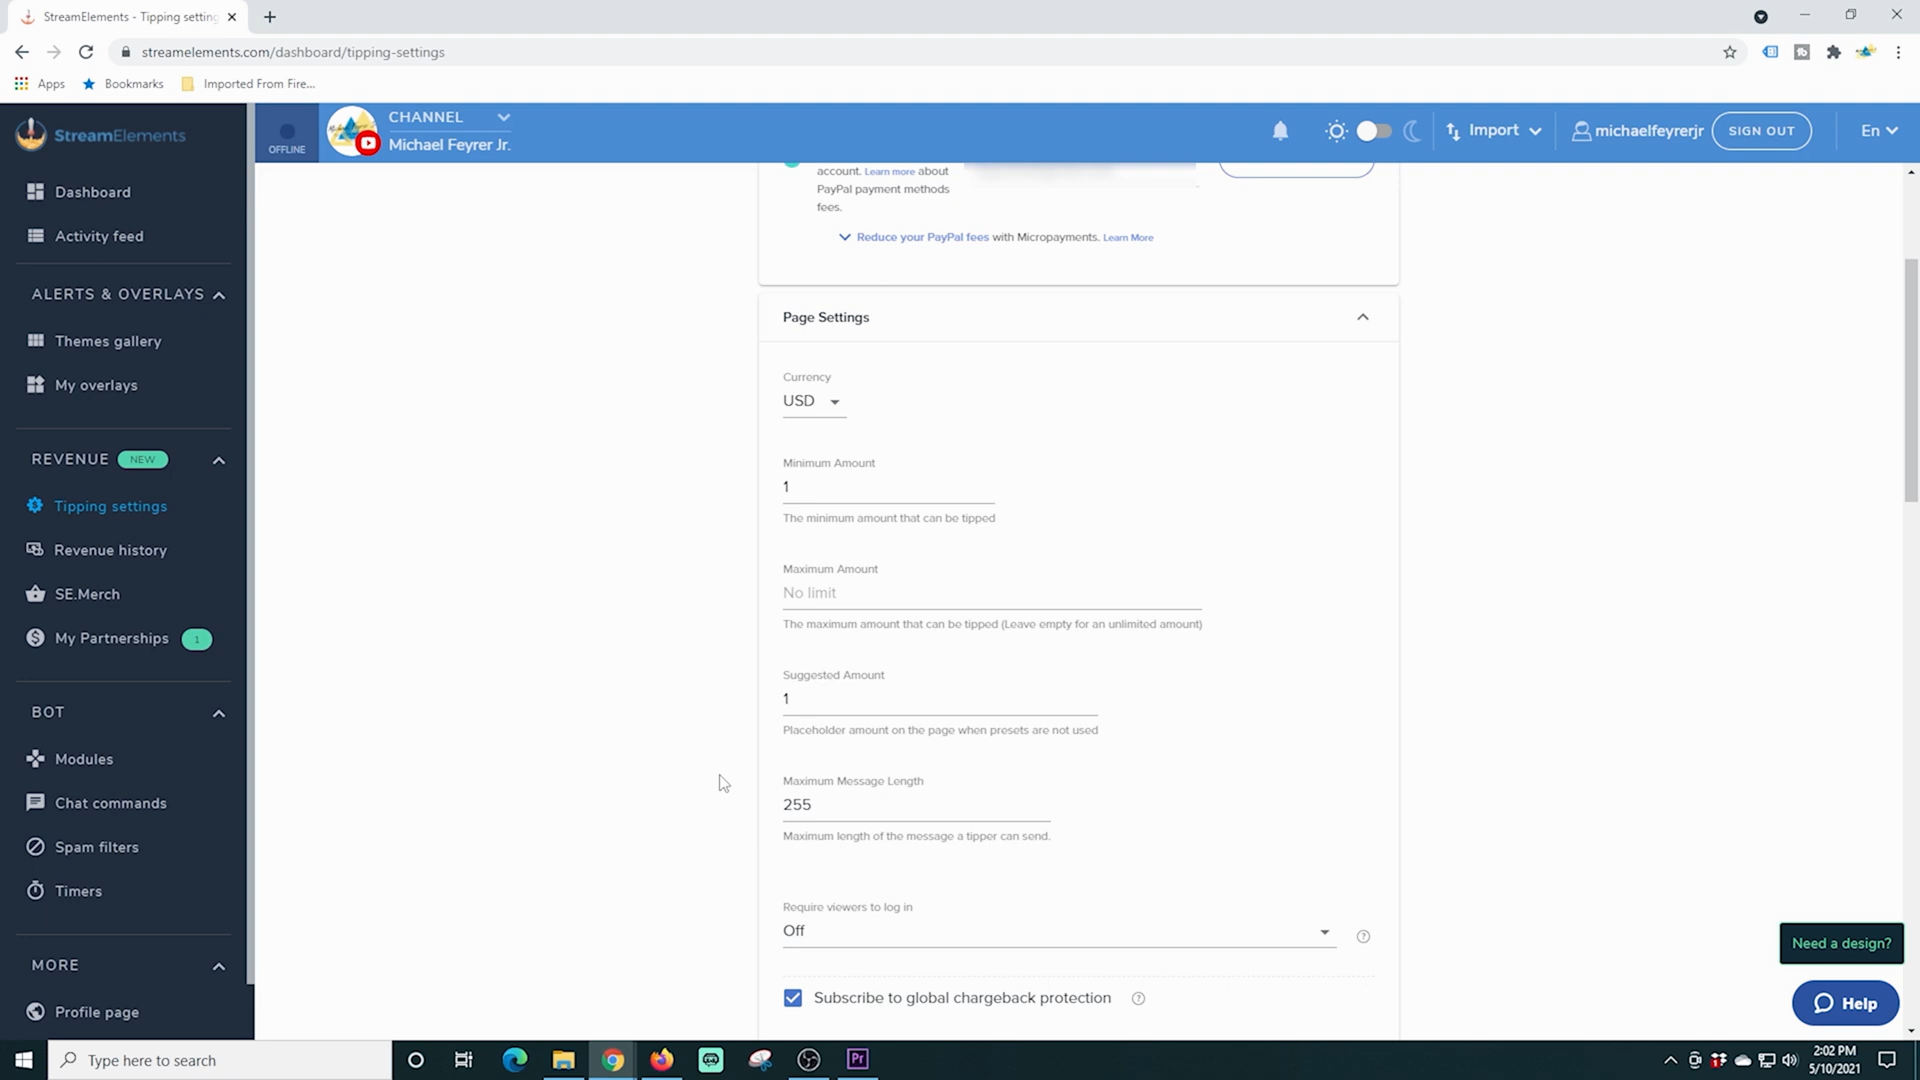 StreamElements - Tipping setting
streamelements.com/dashboard/tipping-settings
Apps
Bookmarks
Imported From Fire...
StreamElements
OFFLINE
CHANNEL
Michael Feyrer Jr.
Import
michaelfeyrerjr
SIGN OUT
En
Dashboard
Activity feed
ALERTS & OVERLAYS
Themes gallery
My overlays
REVENUE NEW
Tipping settings
Revenue history
SE.Merch
My Partnerships 1
BOT
Modules
Chat commands
Spam filters
Timers
MORE
Profile page
account. Learn more about
PayPal payment methods
fees.
Reduce your PayPal fees with Micropayments. Learn More
Page Settings
Currency
USD
Minimum Amount
1
The minimum amount that can be tipped
Maximum Amount
No limit
The maximum amount that can be tipped (Leave empty for an unlimited amount)
Suggested Amount
1
Placeholder amount on the page when presets are not used
Maximum Message Length
255
Maximum length of the message a tipper can send.
Require viewers to log in
Off
Subscribe to global chargeback protection
Need a design?
Help
Type here to search
Pr
2:02 PM
5/10/2021